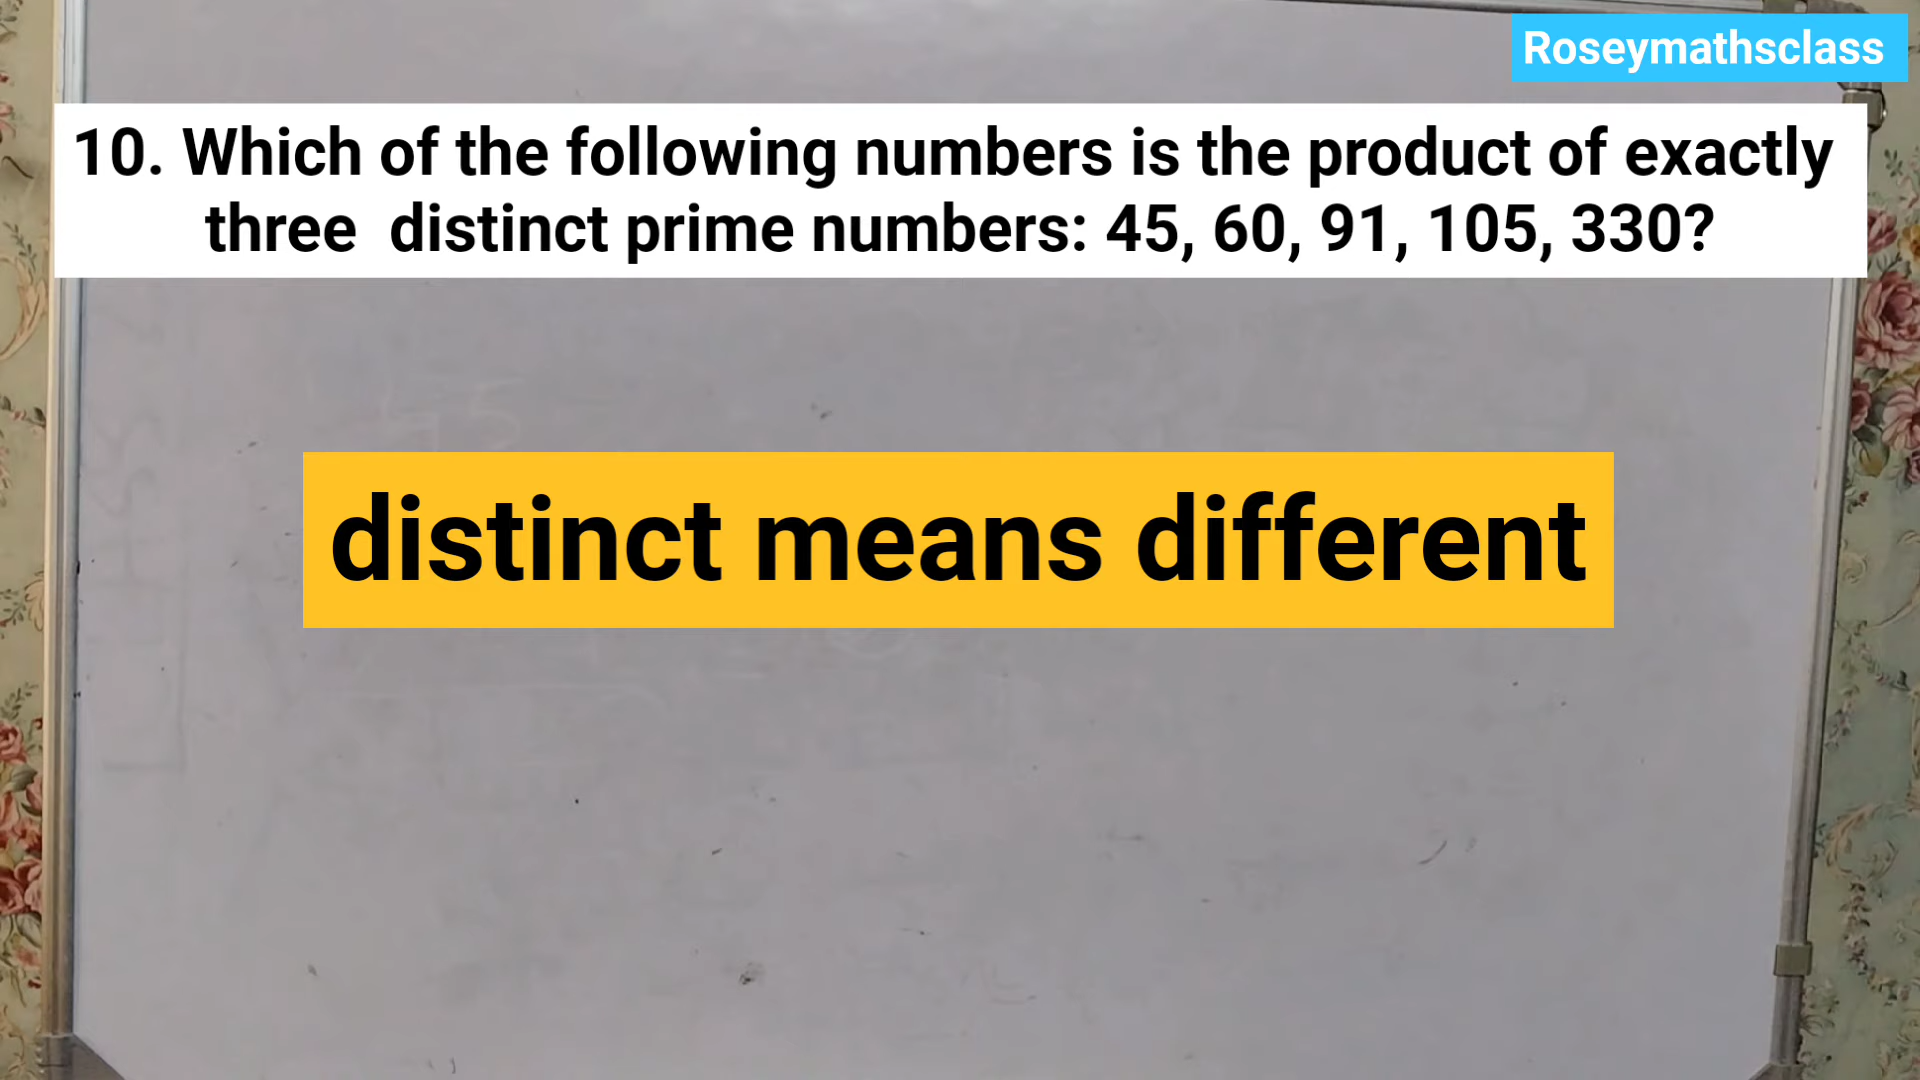 Roseymathsclass
10. Which of the following numbers is the product of exactly
three distinct prime numbers: 45, 60, 91, 105, 330?
distinct means different